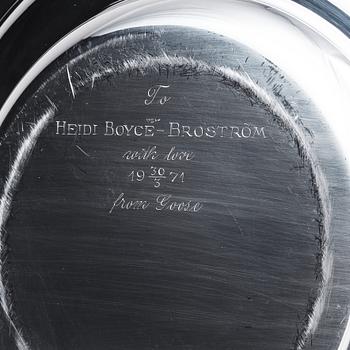 To
HEIDI BOYCE-BROSTRÖM
with love
19 30/5 71
from Goose